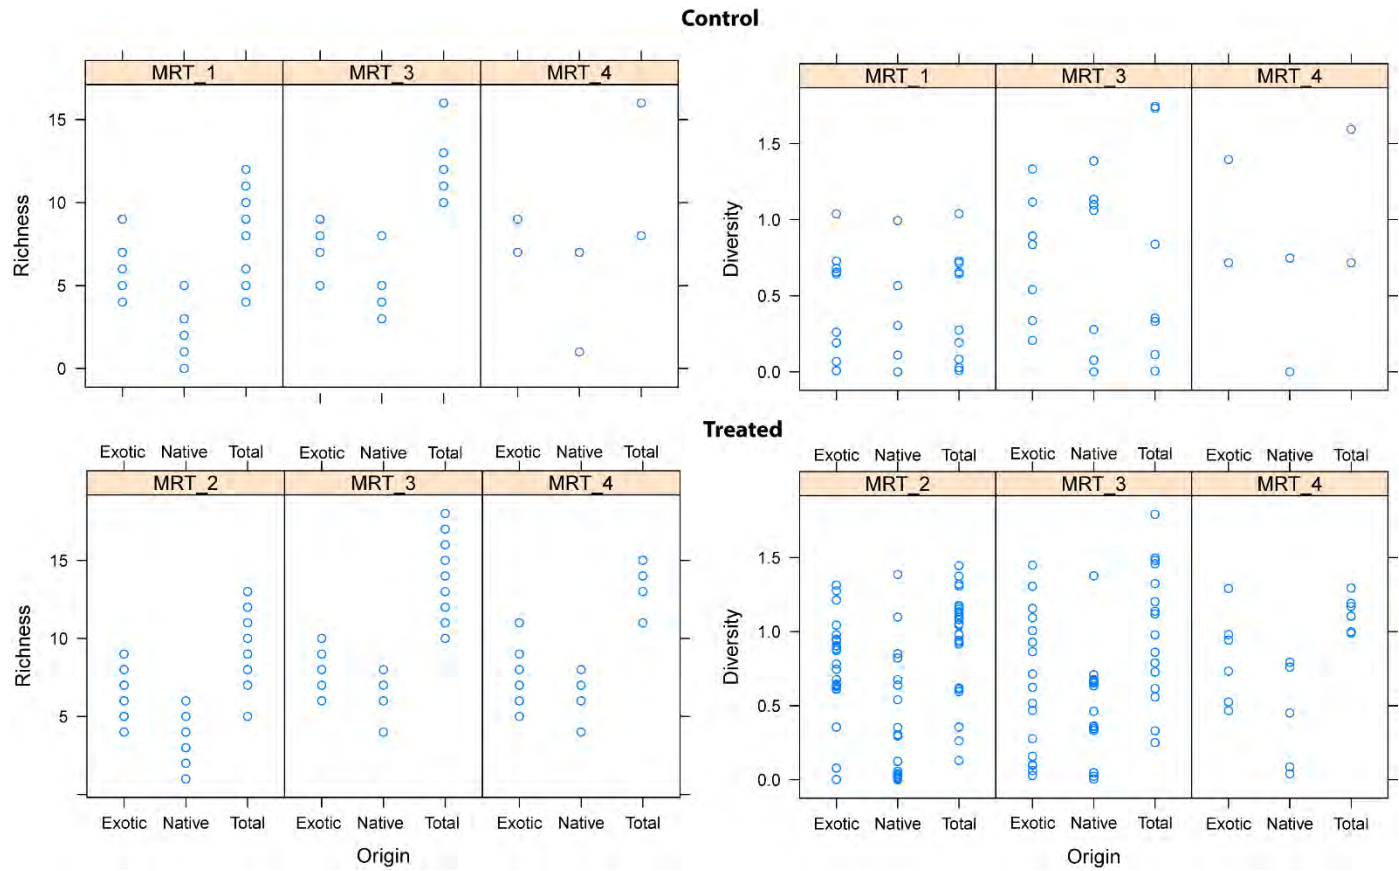 Control
MRT_1 MRT_3 MRT_4
15
10
5
0
Richness
MRT_1 MRT_3 MRT_4
1.5
1.0
0.5
0.0
Diversity
Treated
Exotic Native Total Exotic Native Total Exotic Native Total
MRT_2 MRT_3 MRT_4
15
10
5
Richness
Exotic Native Total Exotic Native Total Exotic Native Total
Origin
Exotic Native Total Exotic Native Total Exotic Native Total
MRT_2 MRT_3 MRT_4
1.5
1.0
0.5
0.0
Diversity
Exotic Native Total Exotic Native Total Exotic Native Total
Origin